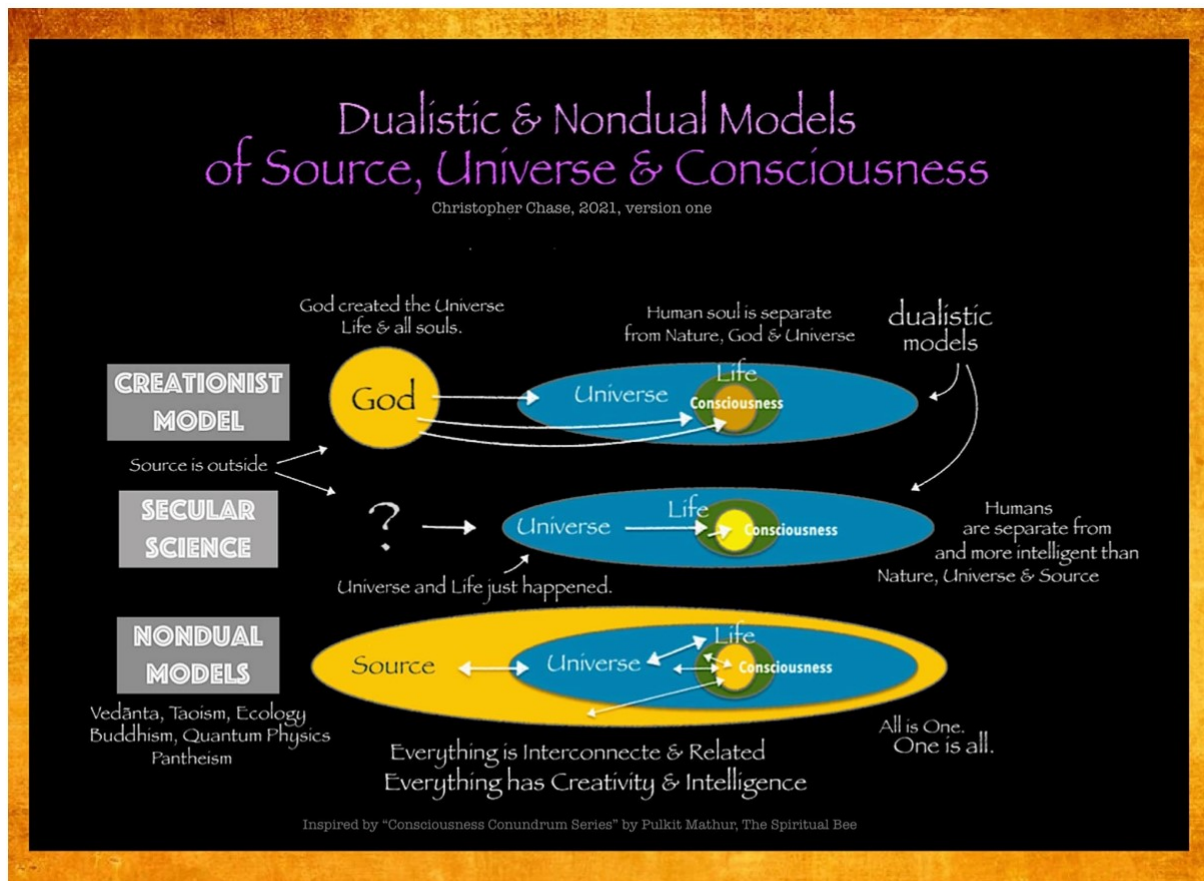 Dualistic & Nondual Models
of Source, Universe & Consciousness
Christopher Chase, 2021, version one
God created the Universe
Life & all souls.
Human soul is separate
from Nature, God & Universe
dualistic
models
CREATIONIST
MODEL
God
Universe
Life
Consciousness
Source is outside
SECULAR
SCIENCE
?
Universe
Life
Consciousness
Humans
are separate from
and more intelligent than
Nature, Universe & Source
Universe and Life just happened.
NONDUAL
MODELS
Source
Universe
Life
Consciousness
Vedānta, Taoism, Ecology
Buddhism, Quantum Physics
Pantheism
All is One.
One is all.
Everything is Interconnecte & Related
Everything has Creativity & Intelligence
Inspired by “Consciousness Conundrum Series” by Pulkit Mathur, The Spiritual Bee